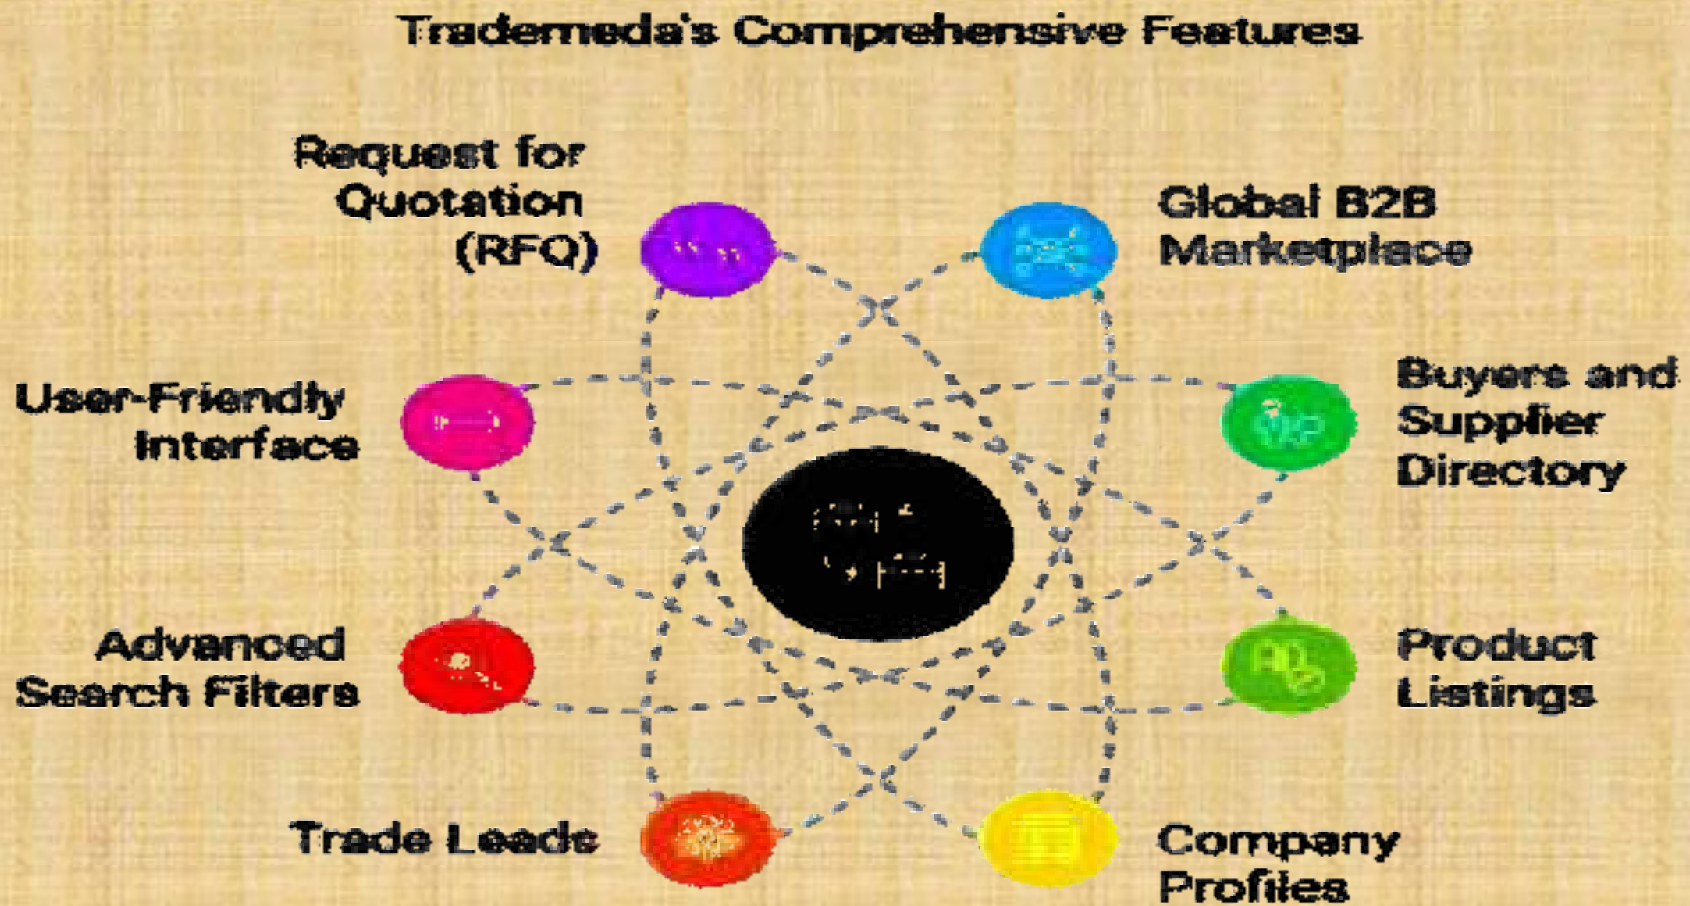 Trademeda's Comprehensive Features
Request for
Quotation
(RFQ)
Global B2B
Marketplace
User-Friendly
Interface
Buyers and
Supplier
Directory
Advanced
Search Filters
Product
Listings
Trade Leads
Company
Profiles